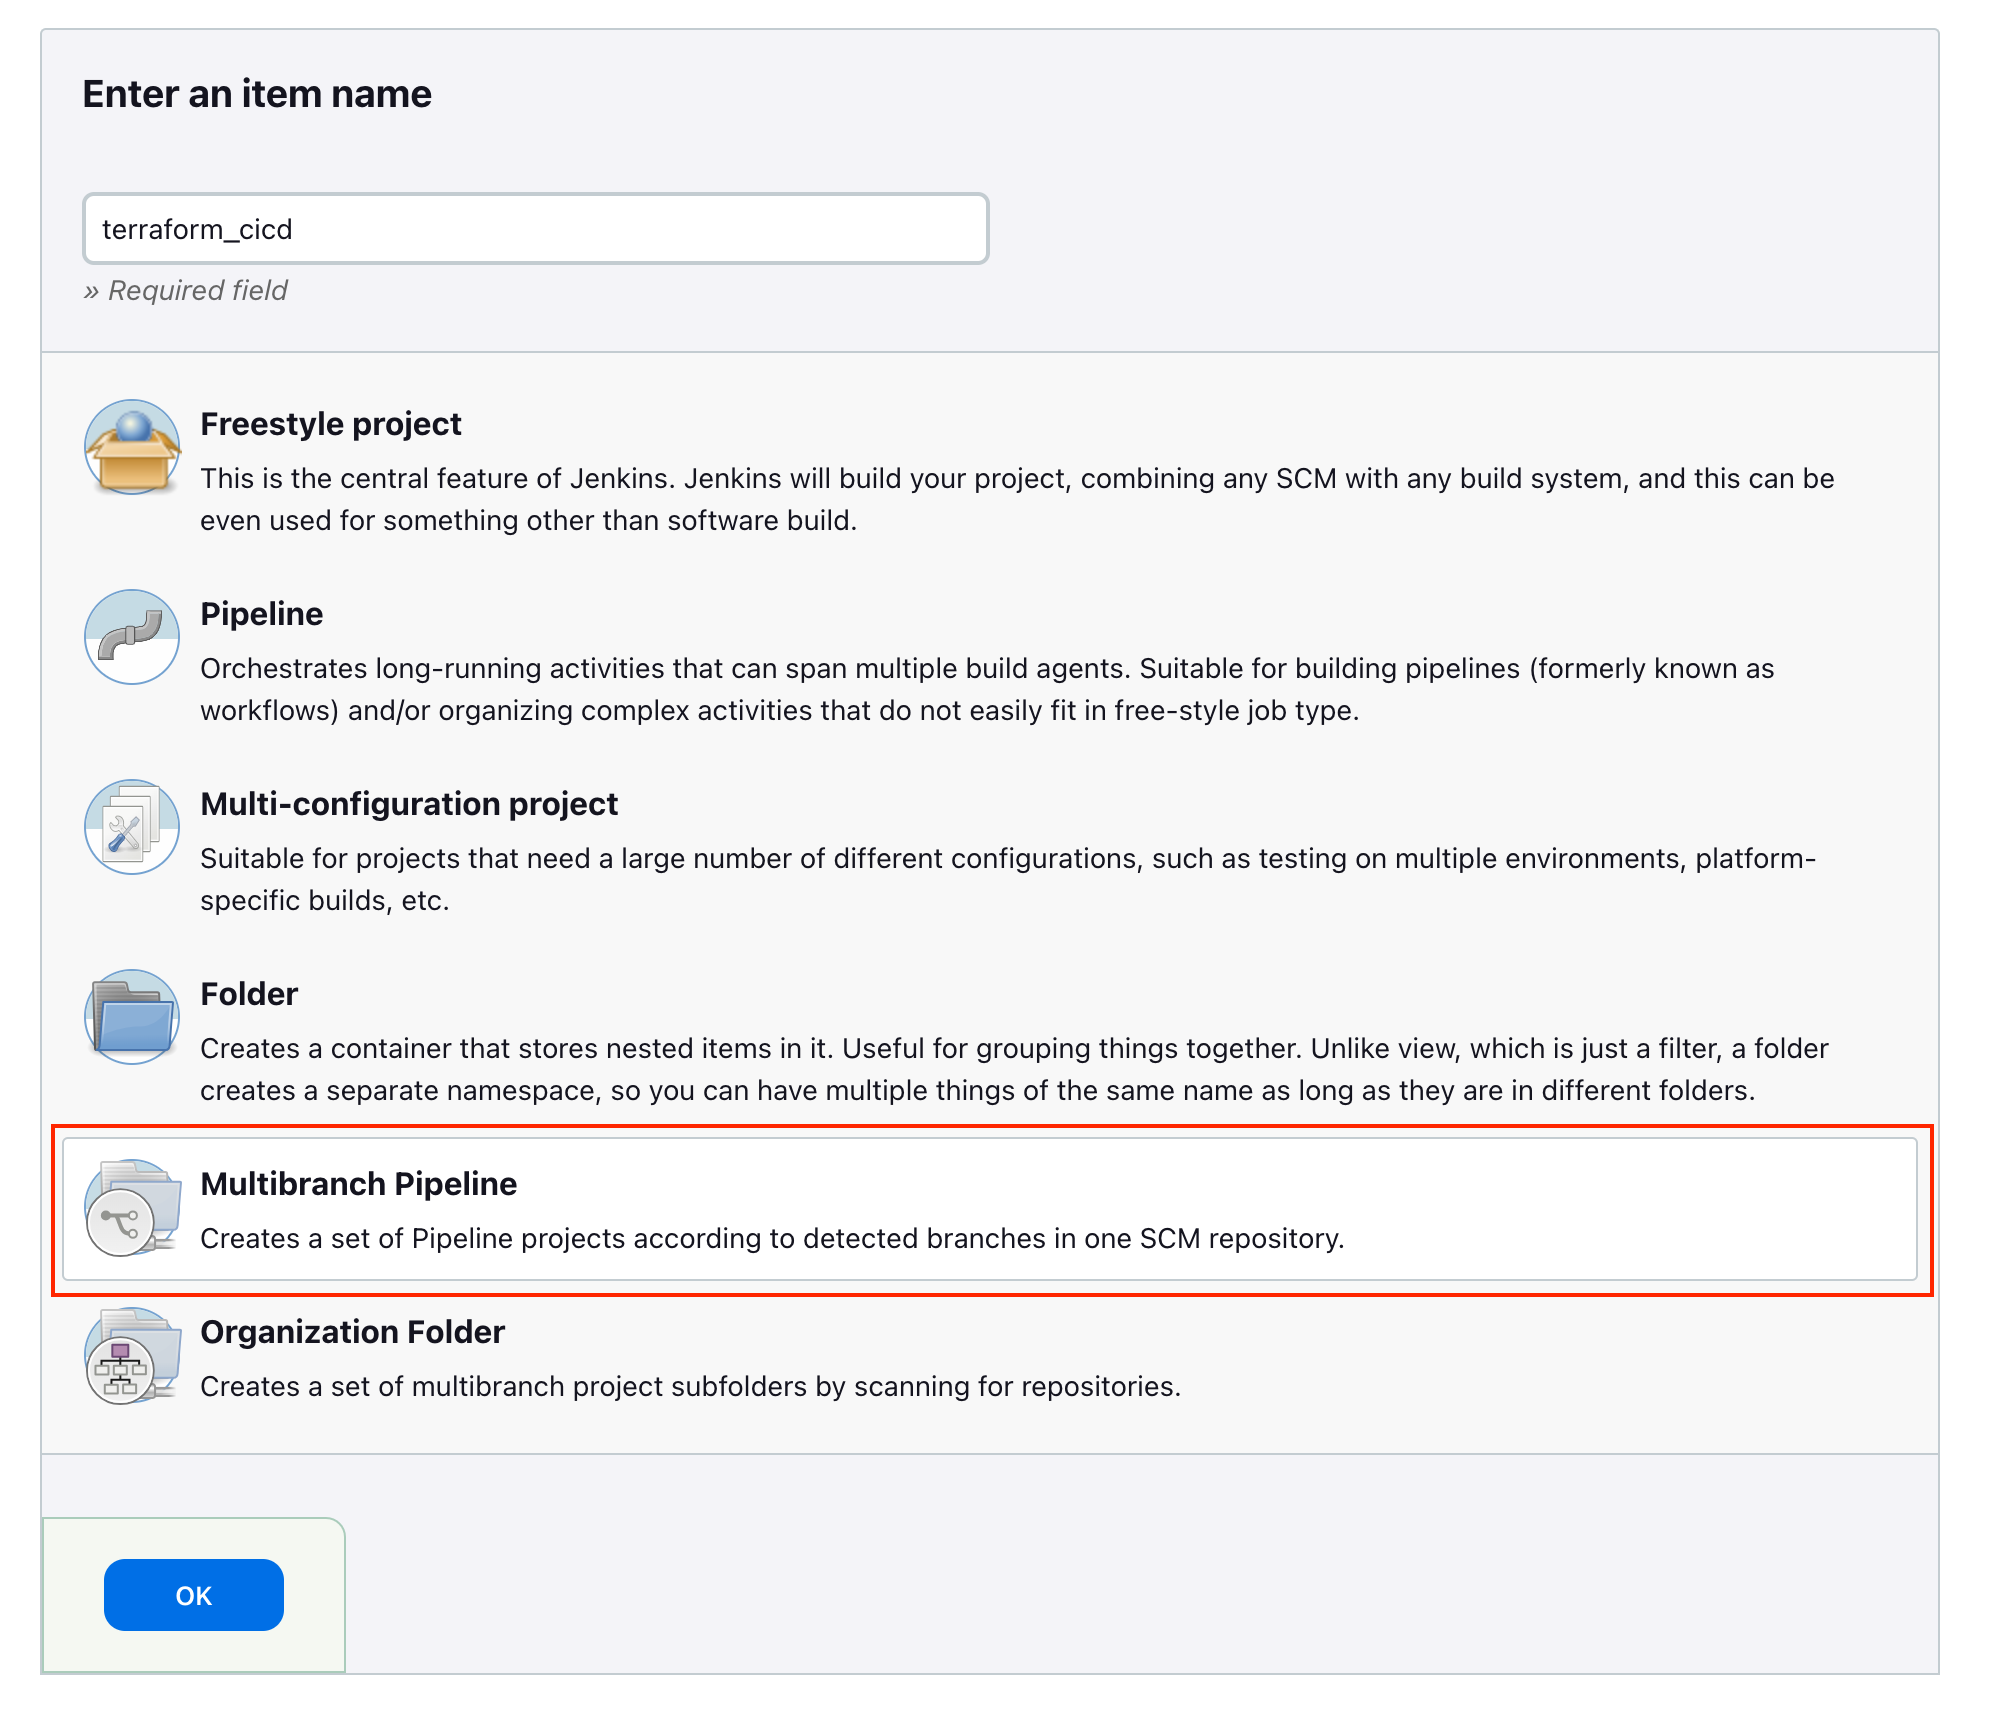 Enter an item name
terraform_cicd
» Required field
Freestyle project
This is the central feature of Jenkins. Jenkins will build your project, combining any SCM with any build system, and this can be
even used for something other than software build.
Pipeline
Orchestrates long-running activities that can span multiple build agents. Suitable for building pipelines (formerly known as
workflows) and/or organizing complex activities that do not easily fit in free-style job type.
Multi-configuration project
Suitable for projects that need a large number of different configurations, such as testing on multiple environments, platform-
specific builds, etc.
Folder
Creates a container that stores nested items in it. Useful for grouping things together. Unlike view, which is just a filter, a folder
creates a separate namespace, so you can have multiple things of the same name as long as they are in different folders.
Multibranch Pipeline
Creates a set of Pipeline projects according to detected branches in one SCM repository.
Organization Folder
Creates a set of multibranch project subfolders by scanning for repositories.
OK